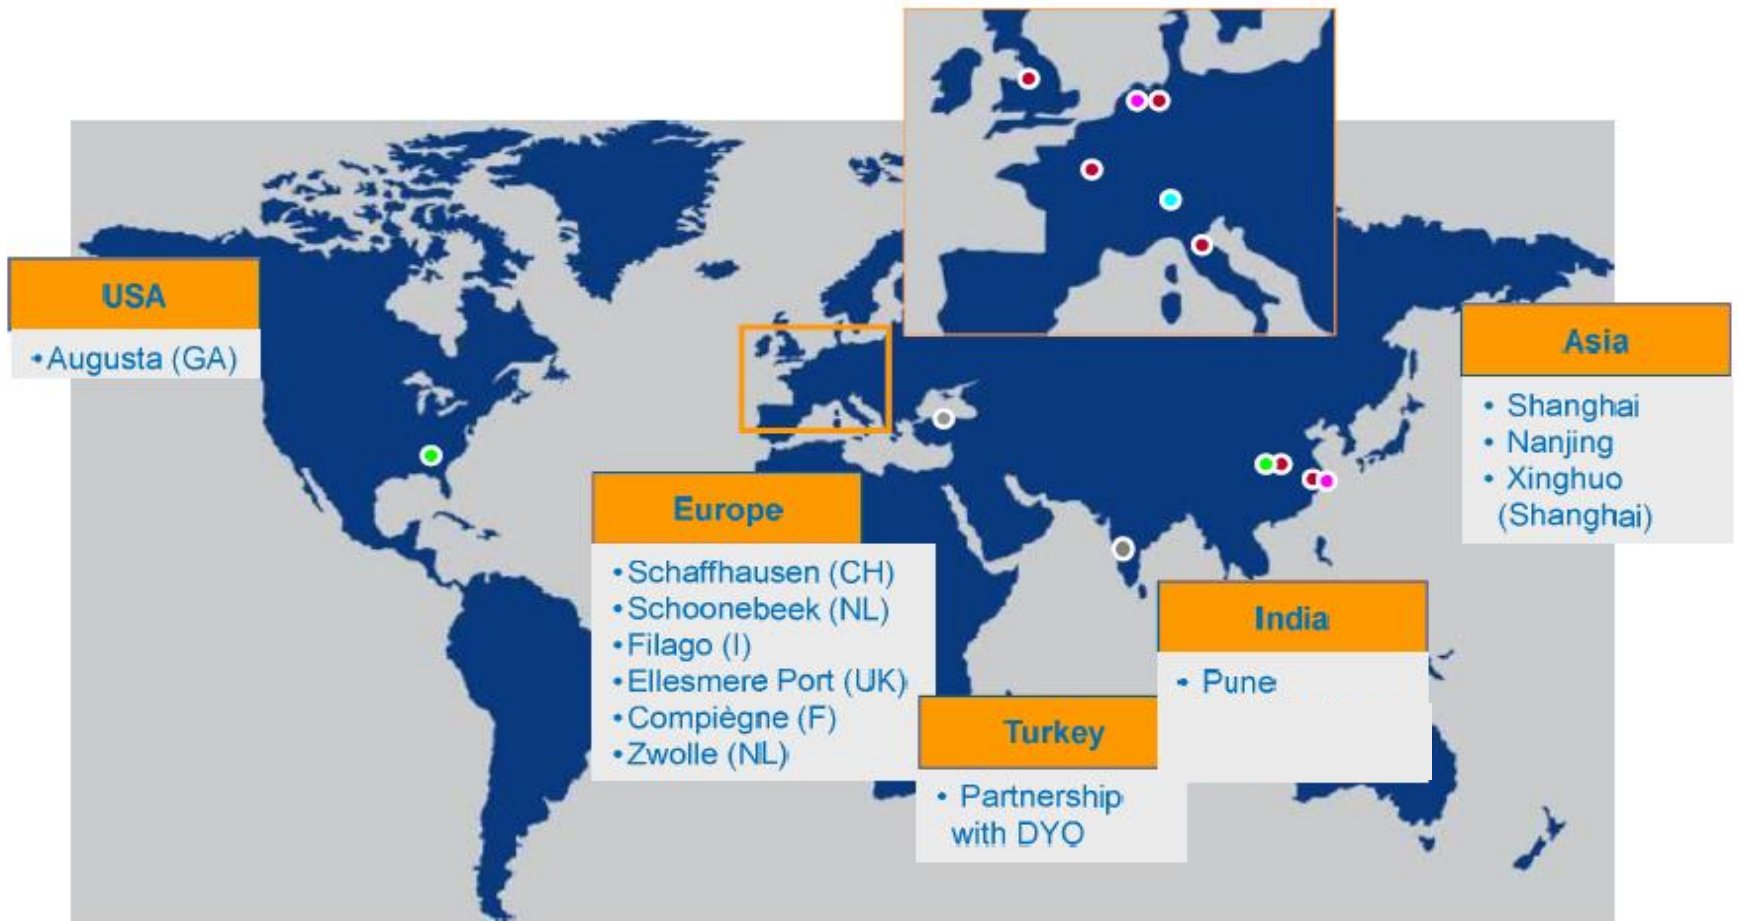 USA
•Augusta (GA)
Europe
•Schaffhausen (CH)
•Schoonebeek (NL)
•Filago (I)
•Ellesmere Port (UK)
•Compiègne (F)
•Zwolle (NL)
Turkey
• Partnership
with DYO
India
• Pune
Asia
• Shanghai
• Nanjing
• Xinghuo
(Shanghai)